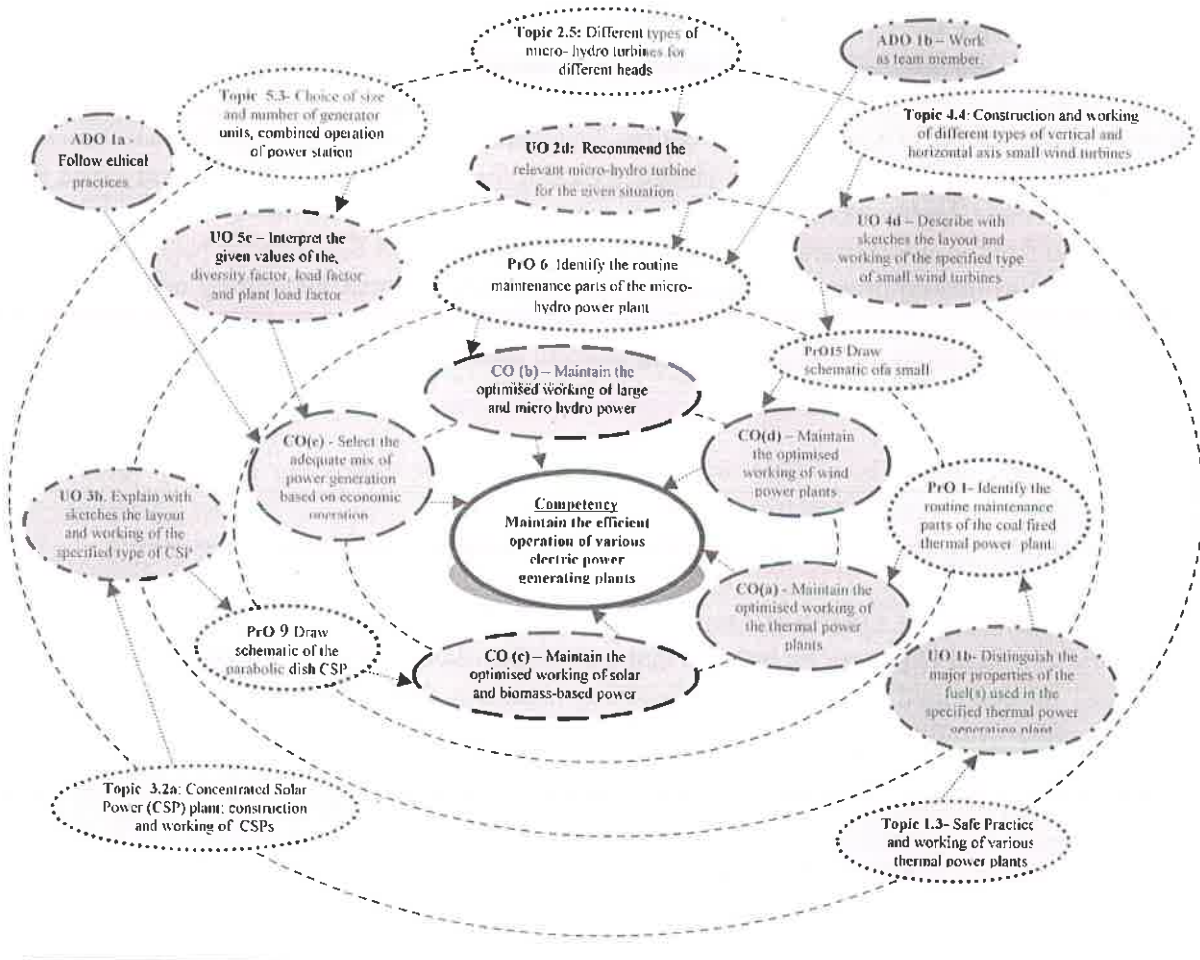 Topic 2.5: Different types of
micro- hydro turbines for
different heads
ADO 1b – Work
as team member.
Topic 5.3- Choice of size
and number of generator
units, combined operation
of power station
Topic 4.4: Construction and working
of different types of vertical and
horizontal axis small wind turbines
ADO 1a -
Follow ethical
practices
UO 2d: Recommend the
relevant micro-hydro turbine
for the given situation
UO 5c – Interpret the
given values of the,
diversity factor, load factor
and plant load factor
UO 4d – Describe with
sketches the layout and
working of the specified type
of small wind turbines
PrO 6 Identify the routine
maintenance parts of the micro-
hydro power plant
PrO15 Draw
schematic ofa small
CO (b) – Maintain the
optimised working of large
and micro hydro power
CO(e) - Select the
adequate mix of
power generation
based on economic
operation
CO(d) – Maintain
the optimised
working of wind
power plants
PrO 1- Identify the
routine maintenance
parts of the coal fired
thermal power plant
UO 3h. Explain with
sketches the layout
and working of the
specified type of CSP
Competency
Maintain the efficient
operation of various
electric power
generating plants
CO(a) - Maintain the
optimised working of
the thermal power
plants
PrO 9 Draw
schematic of the
parabolic dish CSP
CO (c) – Maintain the
optimised working of solar
and biomass-based power
UO 1b- Distinguish the
major properties of the
fuel(s) used in the
specified thermal power
generating plant
Topic 3.2a: Concentrated Solar
Power (CSP) plant: construction
and working of CSPs
Topic 1.3- Safe Practice
and working of various
thermal power plants